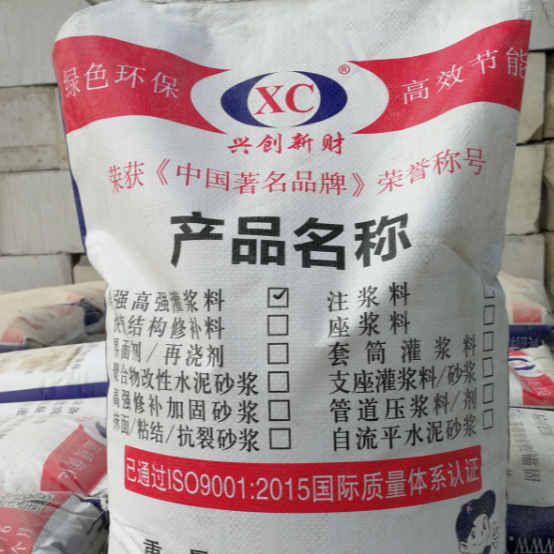 绿色环保
高效节能
XC®
兴创新财
荣获《中国著名品牌》荣誉称号
产品名称
强高强灌浆料 ☑
注浆料 □
结构修补料 □
座浆料 □
界面剂/再浇剂 □
套筒灌浆料 □
聚合物改性水泥砂浆 □
支座灌浆料/砂浆 □
高强修补加固砂浆 □
管道压浆料/剂 □
面/粘结/抗裂砂浆 □
自流平水泥砂浆 □
已通过ISO9001:2015国际质量体系认证